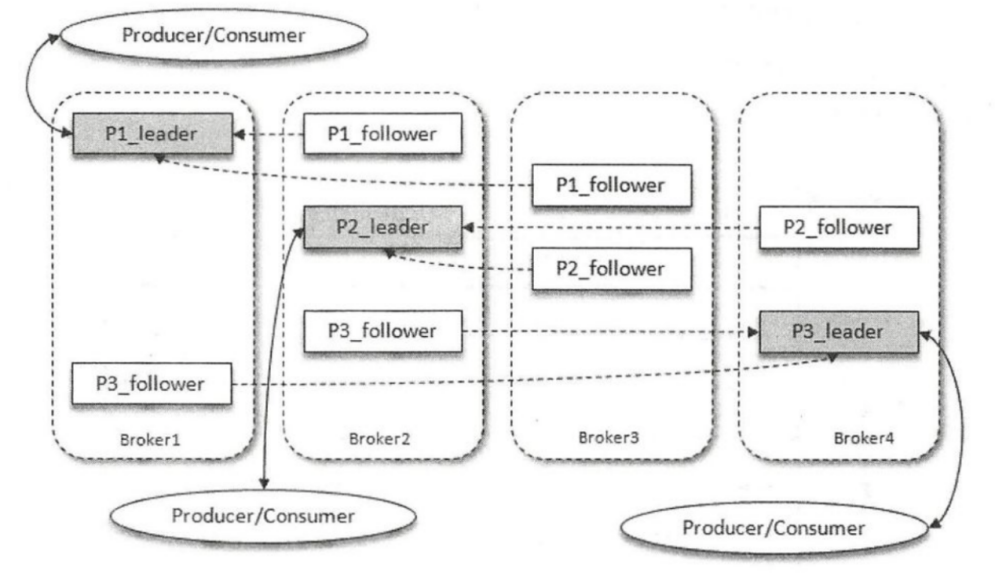 Producer/Consumer
P1_leader
P1_follower
P1_follower
P2_leader
P2_follower
P2_follower
P3_follower
P3_leader
P3_follower
Broker1
Broker2
Broker3
Broker4
Producer/Consumer
Producer/Consumer